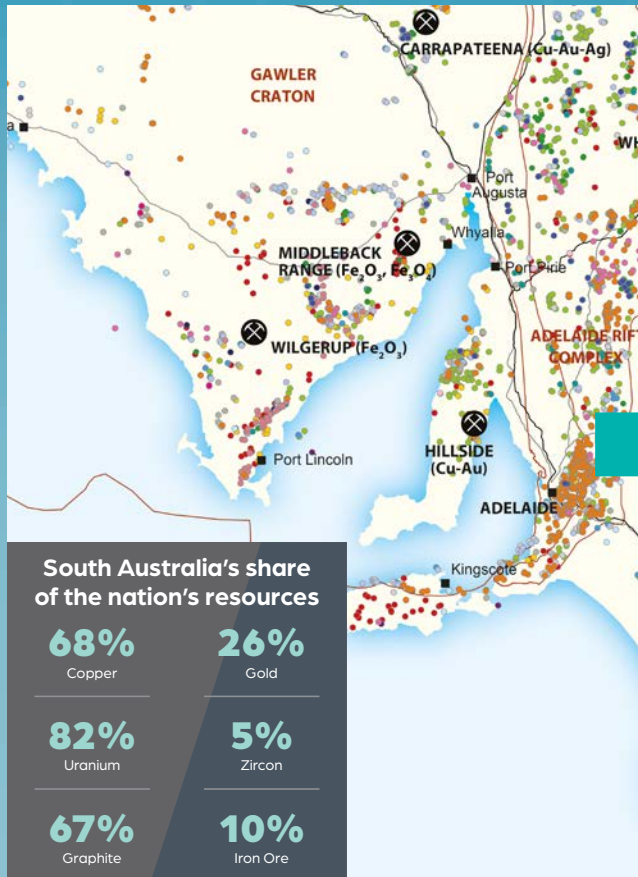 CARRAPATEENA (Cu-Au-Ag)
GAWLER
CRATON
a
WH
Port
Augusta
Whyalla
MIDDLEBACK
RANGE (Fe₂O₃, Fe₃O₄)
Port Pirie
WILGERUP (Fe₂O₃)
ADELAIDE RIFT
COMPLEX
HILLSIDE
(Cu-Au)
Port Lincoln
ADELAIDE
Kingscote
South Australia's share
of the nation's resources
68%
Copper
26%
Gold
82%
Uranium
5%
Zircon
67%
Graphite
10%
Iron Ore